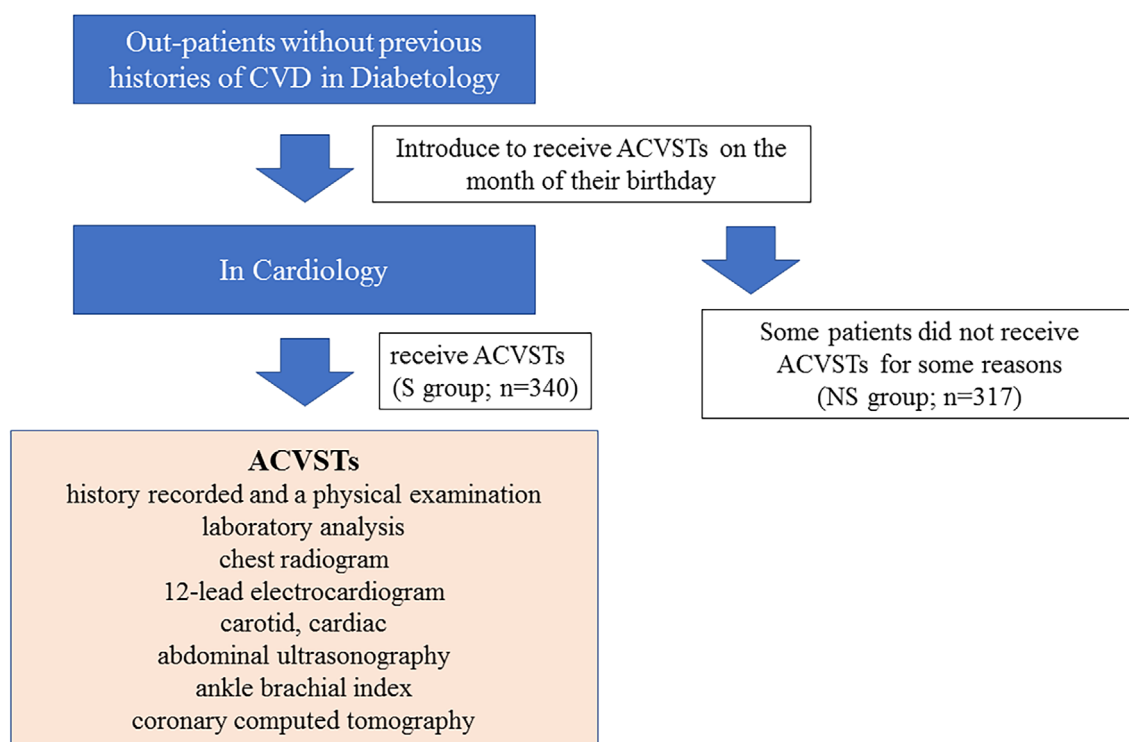 Out-patients without previous
histories of CVD in Diabetology
Introduce to receive ACVSTs on the
month of their birthday
In Cardiology
receive ACVSTs
(S group; n=340)
Some patients did not receive
ACVSTs for some reasons
(NS group; n=317)
ACVSTs
history recorded and a physical examination
laboratory analysis
chest radiogram
12-lead electrocardiogram
carotid, cardiac
abdominal ultrasonography
ankle brachial index
coronary computed tomography